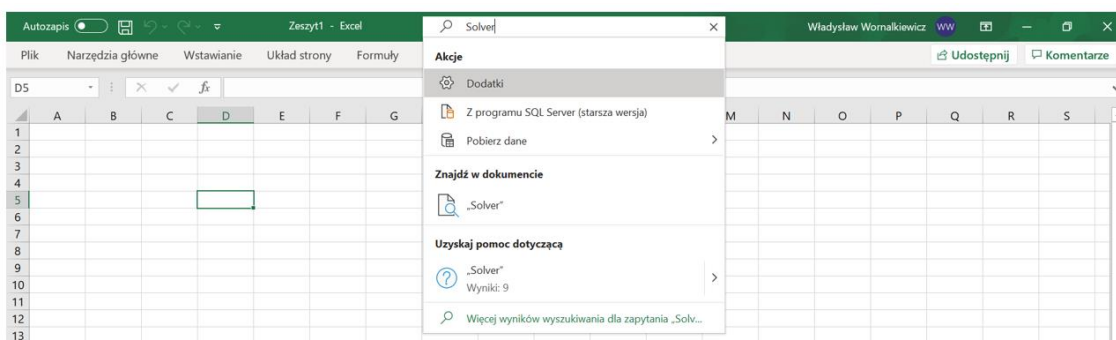 Autozapis Zeszyt1 - Excel Solver Władysław Wornalkiewicz WW
Plik Narzędzia główne Wstawianie Układ strony Formuły Udostępnij Komentarze
Akcje
Dodatki
Z programu SQL Server (starsza wersja)
Pobierz dane
Znajdź w dokumencie
„Solver”
Uzyskaj pomoc dotyczącą
„Solver”
Wyniki: 9
Więcej wyników wyszukiwania dla zapytania „Solv...
D5 fx
A B C D E F G M N O P Q R S
1
2
3
4
5
6
7
8
9
10
11
12
13